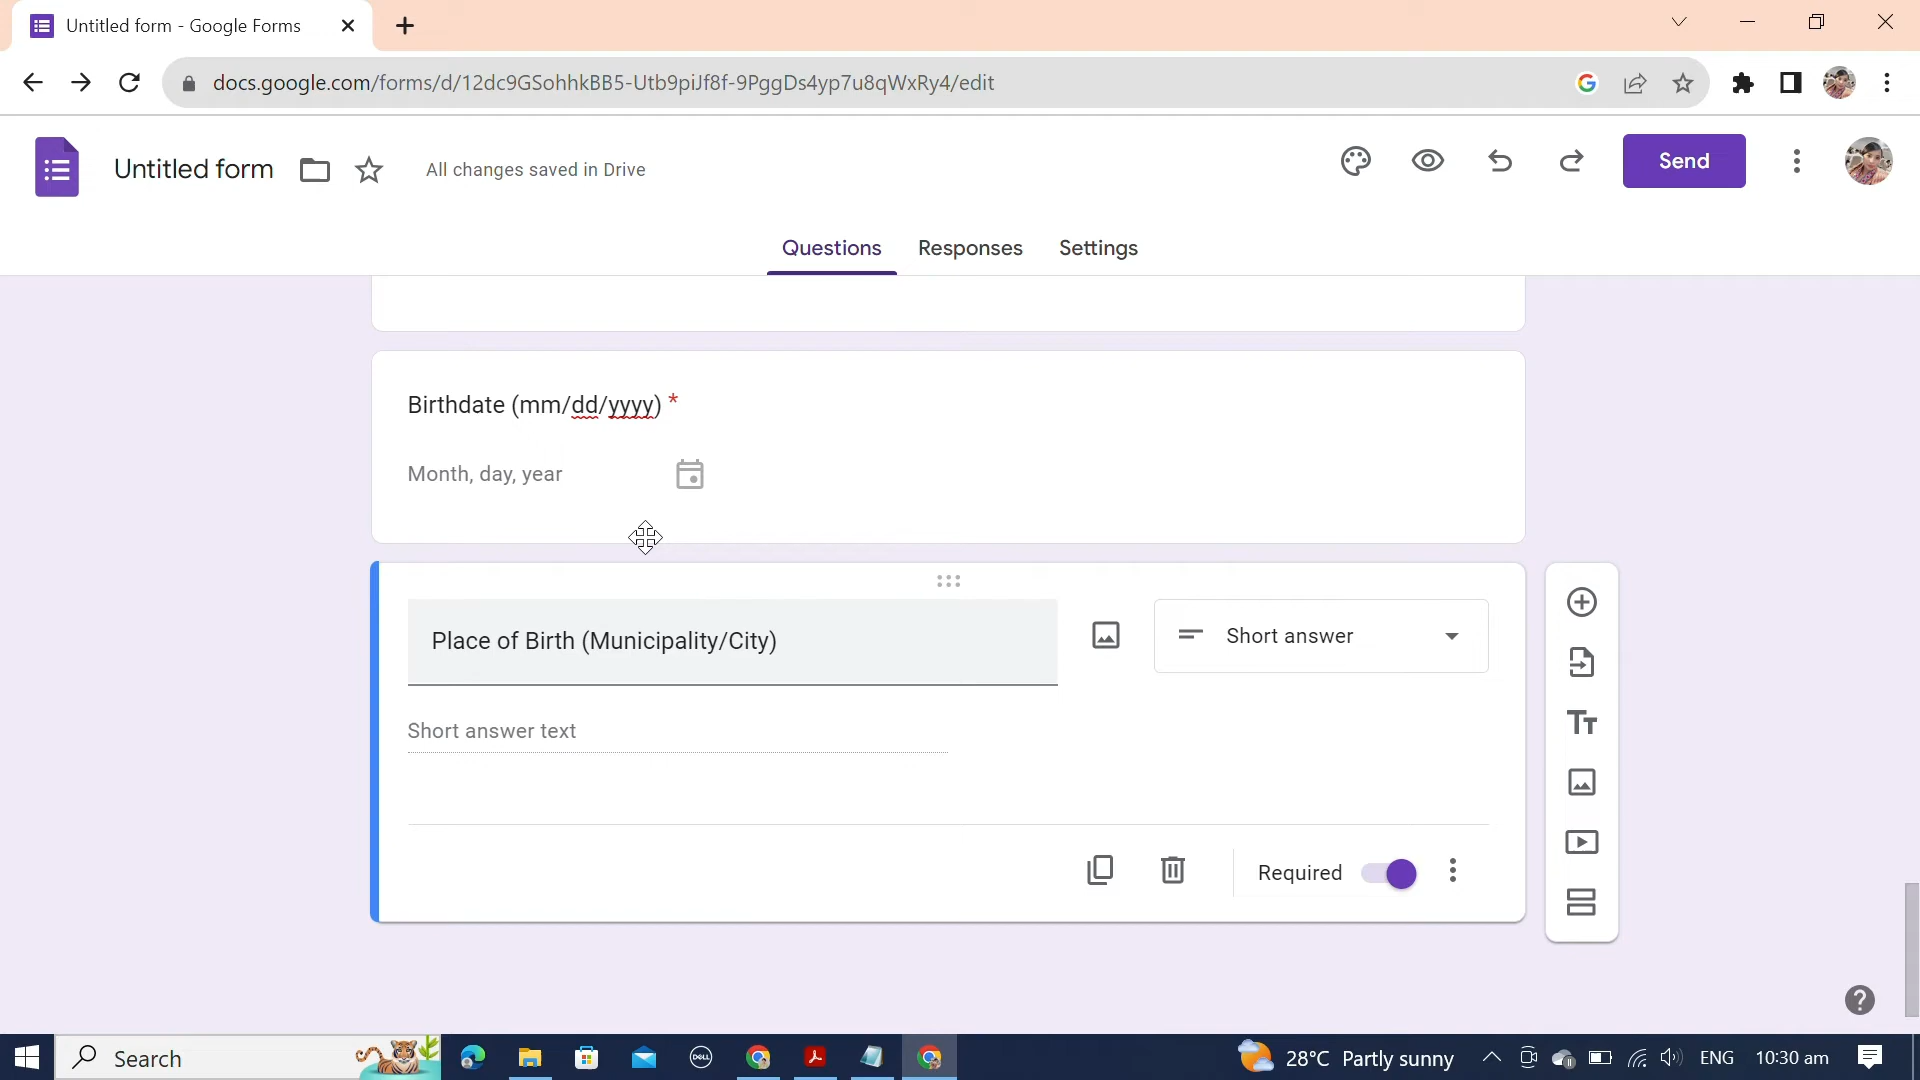 Untitled form - Google Forms
docs.google.com/forms/d/12dc9GSohhkBB5-Utb9piJf8f-9PggDs4yp7u8qWxRy4/edit
Untitled form
All changes saved in Drive
Send
Questions
Responses
Settings
Birthdate (mm/dd/yyyy) *
Month, day, year
Place of Birth (Municipality/City)
Short answer
Short answer text
Required
Search
DELL
28°C Partly sunny
ENG
10:30 am